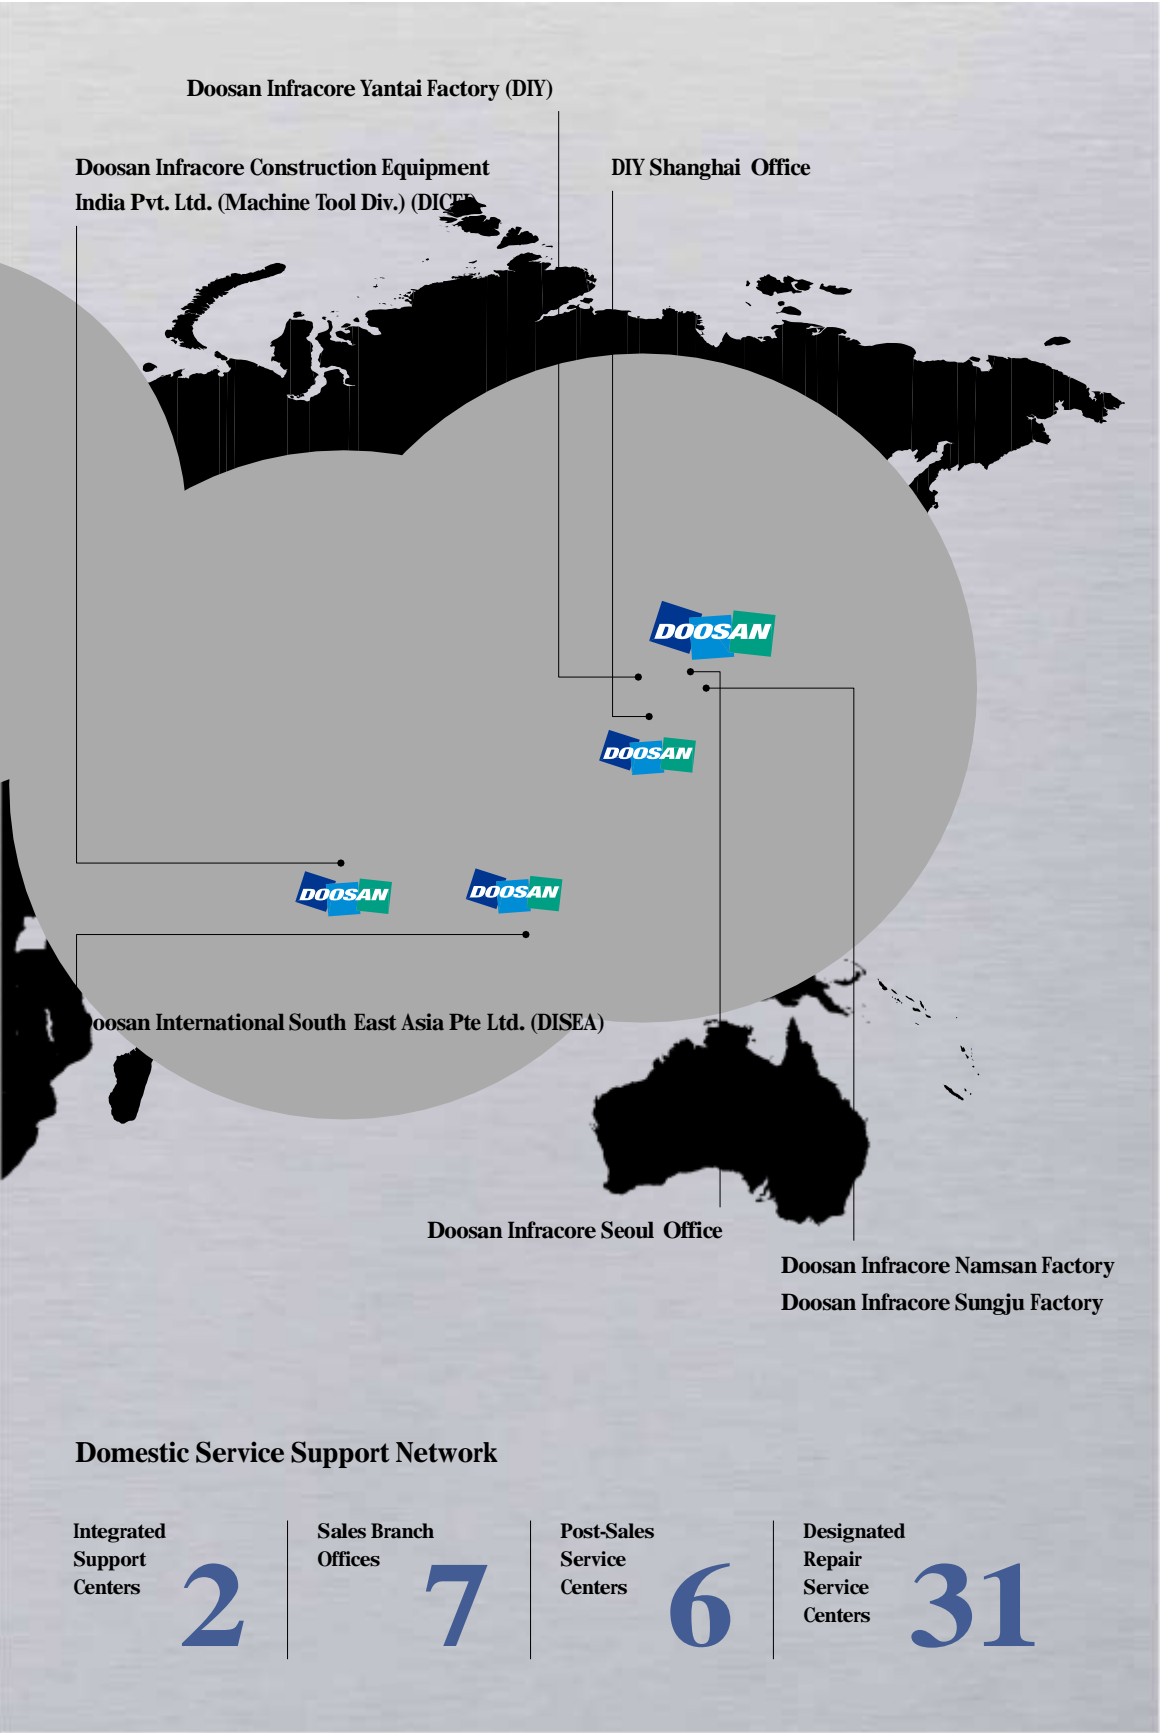 Doosan Infracore Yantai Factory (DIY)
Doosan Infracore Construction Equipment
India Pvt. Ltd. (Machine Tool Div.)
DIY Shanghai Office
DOOSAN
DOOSAN
DOOSAN
DOOSAN
Doosan International South East Asia Pte Ltd. (DISEA)
Doosan Infracore Seoul Office
Doosan Infracore Namsan Factory
Doosan Infracore Sungju Factory
Domestic Service Support Network
Integrated
Support
Centers
2
Sales Branch
Offices
7
Post-Sales
Service
Centers
6
Designated
Repair
Service
Centers
31